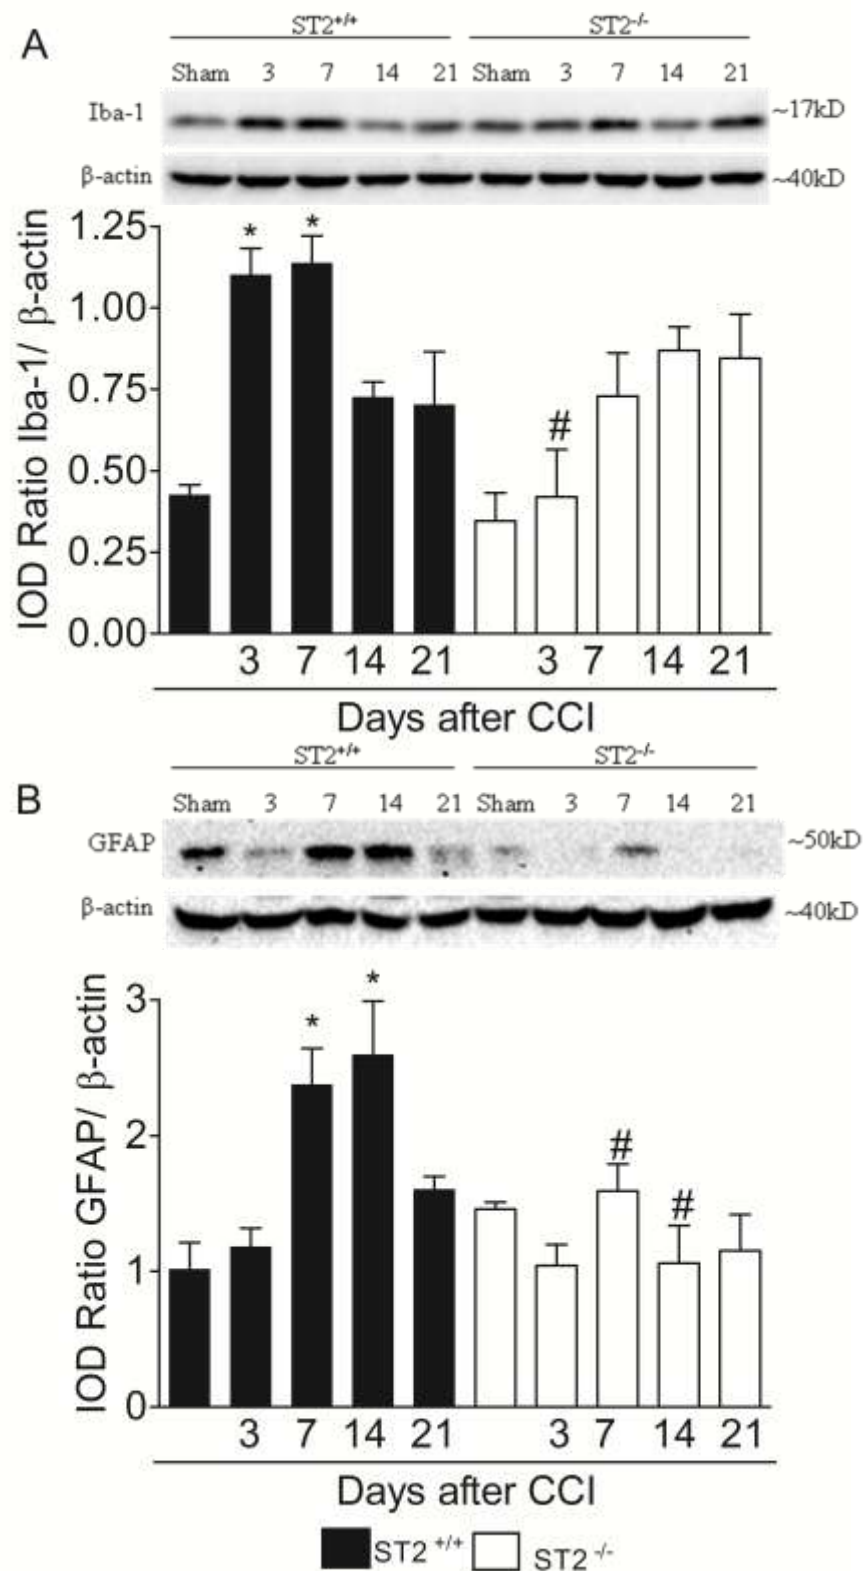 A
ST2+/+ ST2-/-
Sham 3 7 14 21 Sham 3 7 14 21
Iba-1 ~17kD
β-actin ~40kD
IOD Ratio Iba-1/ β-actin
1.25
1.00
0.75
0.50
0.25
0.00
* *
#
3 7 14 21 3 7 14 21
Days after CCI
B
ST2+/+ ST2-/-
Sham 3 7 14 21 Sham 3 7 14 21
GFAP ~50kD
β-actin ~40kD
IOD Ratio GFAP/ β-actin
3
2
1
0
* *
# #
3 7 14 21 3 7 14 21
Days after CCI
ST2 +/+ ST2 -/-